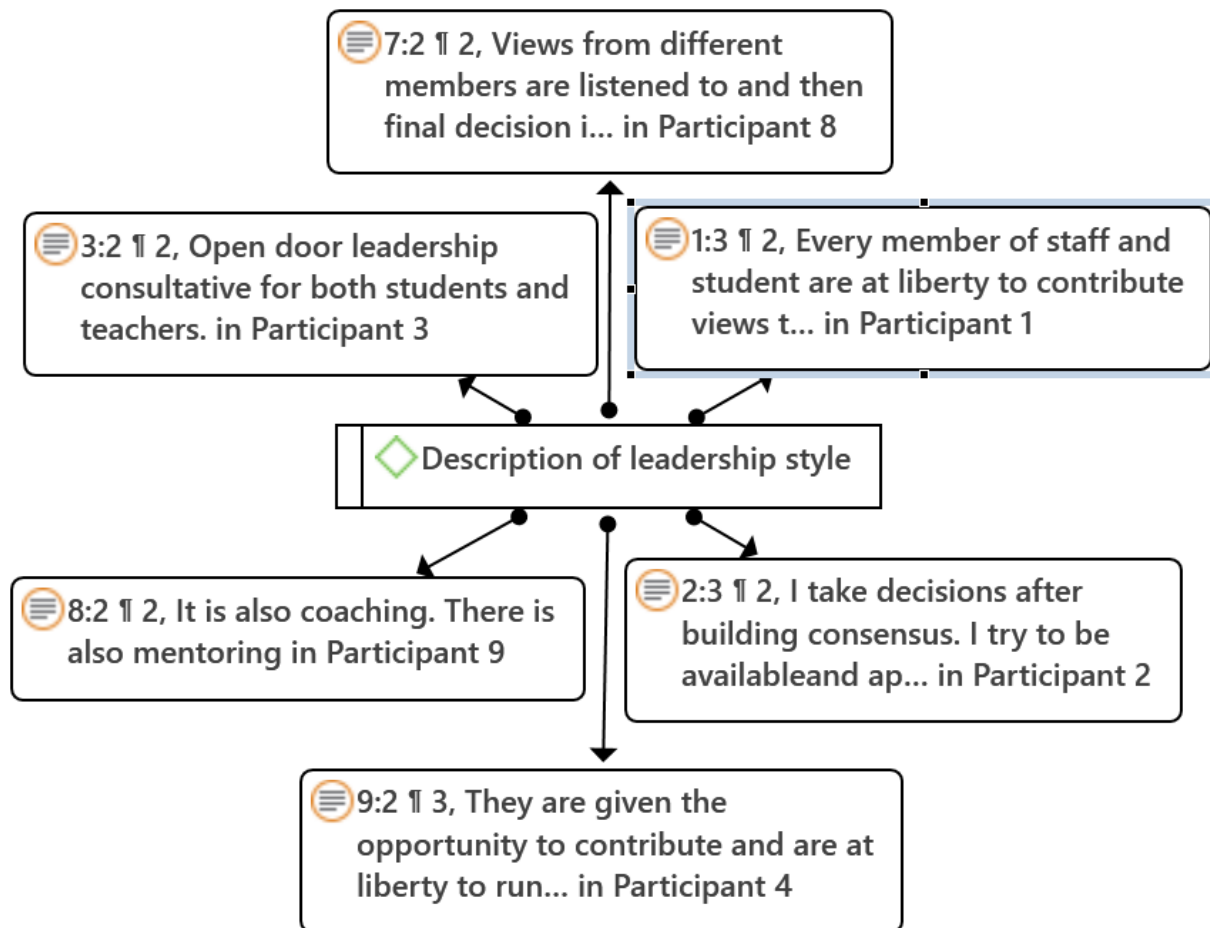 7:2 ¶ 2, Views from different
members are listened to and then
final decision i... in Participant 8
3:2 ¶ 2, Open door leadership
consultative for both students and
teachers. in Participant 3
1:3 ¶ 2, Every member of staff and
student are at liberty to contribute
views t... in Participant 1
Description of leadership style
8:2 ¶ 2, It is also coaching. There is
also mentoring in Participant 9
2:3 ¶ 2, I take decisions after
building consensus. I try to be
availableand ap... in Participant 2
9:2 ¶ 3, They are given the
opportunity to contribute and are at
liberty to run... in Participant 4